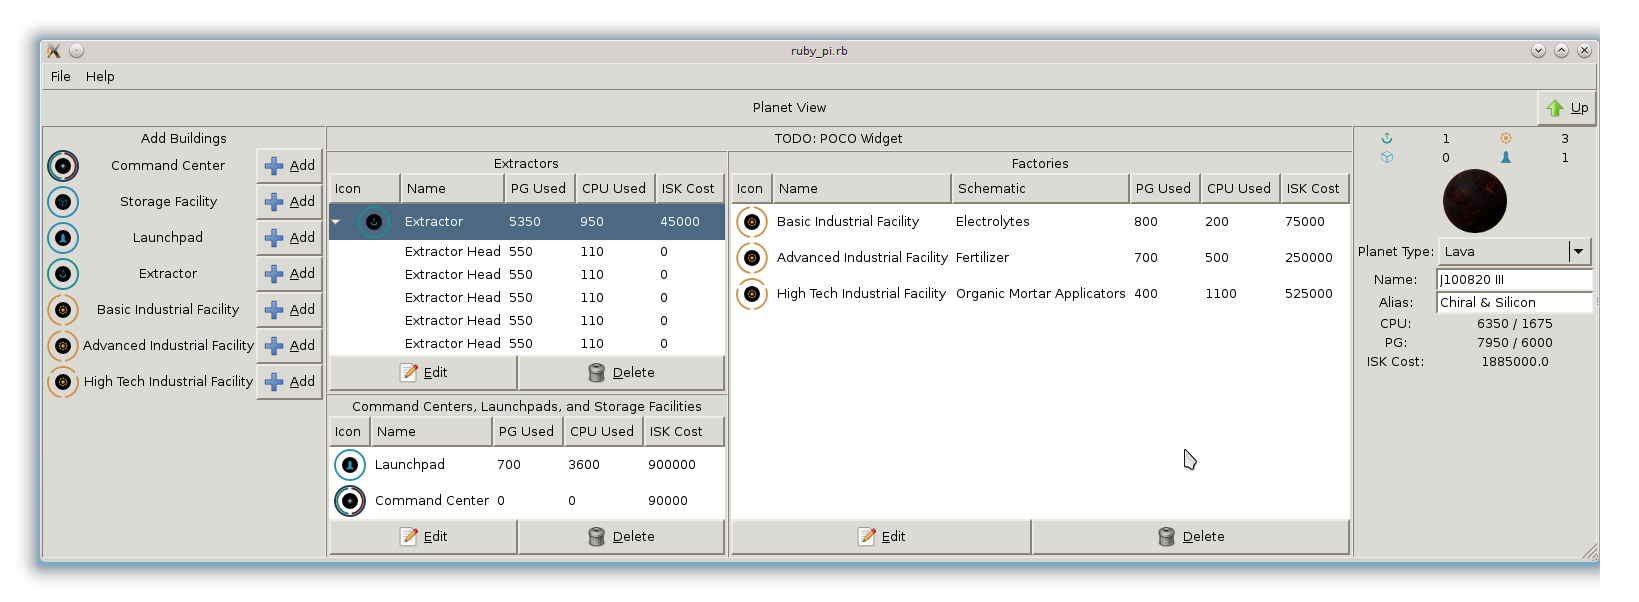 ruby_pi.rb
File Help
Planet View
Up
Add Buildings
Command Center Add
Storage Facility Add
Launchpad Add
Extractor Add
Basic Industrial Facility Add
Advanced Industrial Facility Add
High Tech Industrial Facility Add
TODO: POCO Widget
Extractors
Icon Name PG Used CPU Used ISK Cost
Extractor 5350 950 45000
Extractor Head 550 110 0
Extractor Head 550 110 0
Extractor Head 550 110 0
Extractor Head 550 110 0
Extractor Head 550 110 0
Edit Delete
Command Centers, Launchpads, and Storage Facilities
Icon Name PG Used CPU Used ISK Cost
Launchpad 700 3600 900000
Command Center 0 0 90000
Edit Delete
Factories
Icon Name Schematic PG Used CPU Used ISK Cost
Basic Industrial Facility Electrolytes 800 200 75000
Advanced Industrial Facility Fertilizer 700 500 250000
High Tech Industrial Facility Organic Mortar Applicators 400 1100 525000
Edit Delete
1 3
0 1
Planet Type: Lava
Name: J100820 III
Alias: Chiral & Silicon
CPU: 6350 / 1675
PG: 7950 / 6000
ISK Cost: 1885000.0